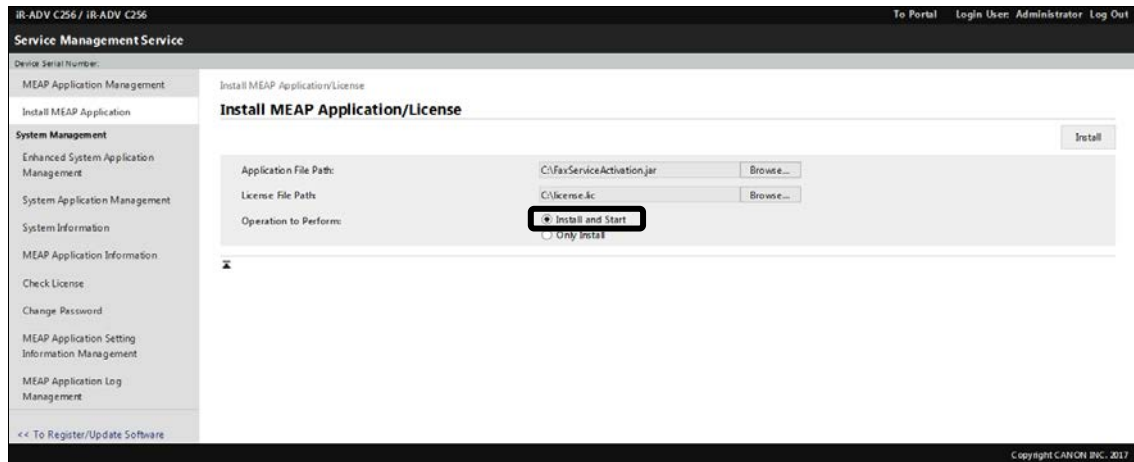 iR-ADV C256 / iR-ADV C256
To Portal Login User: Administrator Log Out
Service Management Service
Device Serial Number:
MEAP Application Management
Install MEAP Application
System Management
Enhanced System Application
Management
System Application Management
System Information
MEAP Application Information
Check License
Change Password
MEAP Application Setting
Information Management
MEAP Application Log
Management
<< To Register/Update Software
Install MEAP Application/License
Install MEAP Application/License
Install
Application File Path:
C:\FaxServiceActivation.jar
Browse...
License File Path:
C:\license.lic
Browse...
Operation to Perform:
Install and Start
Only Install
Copyright CANON INC. 2017